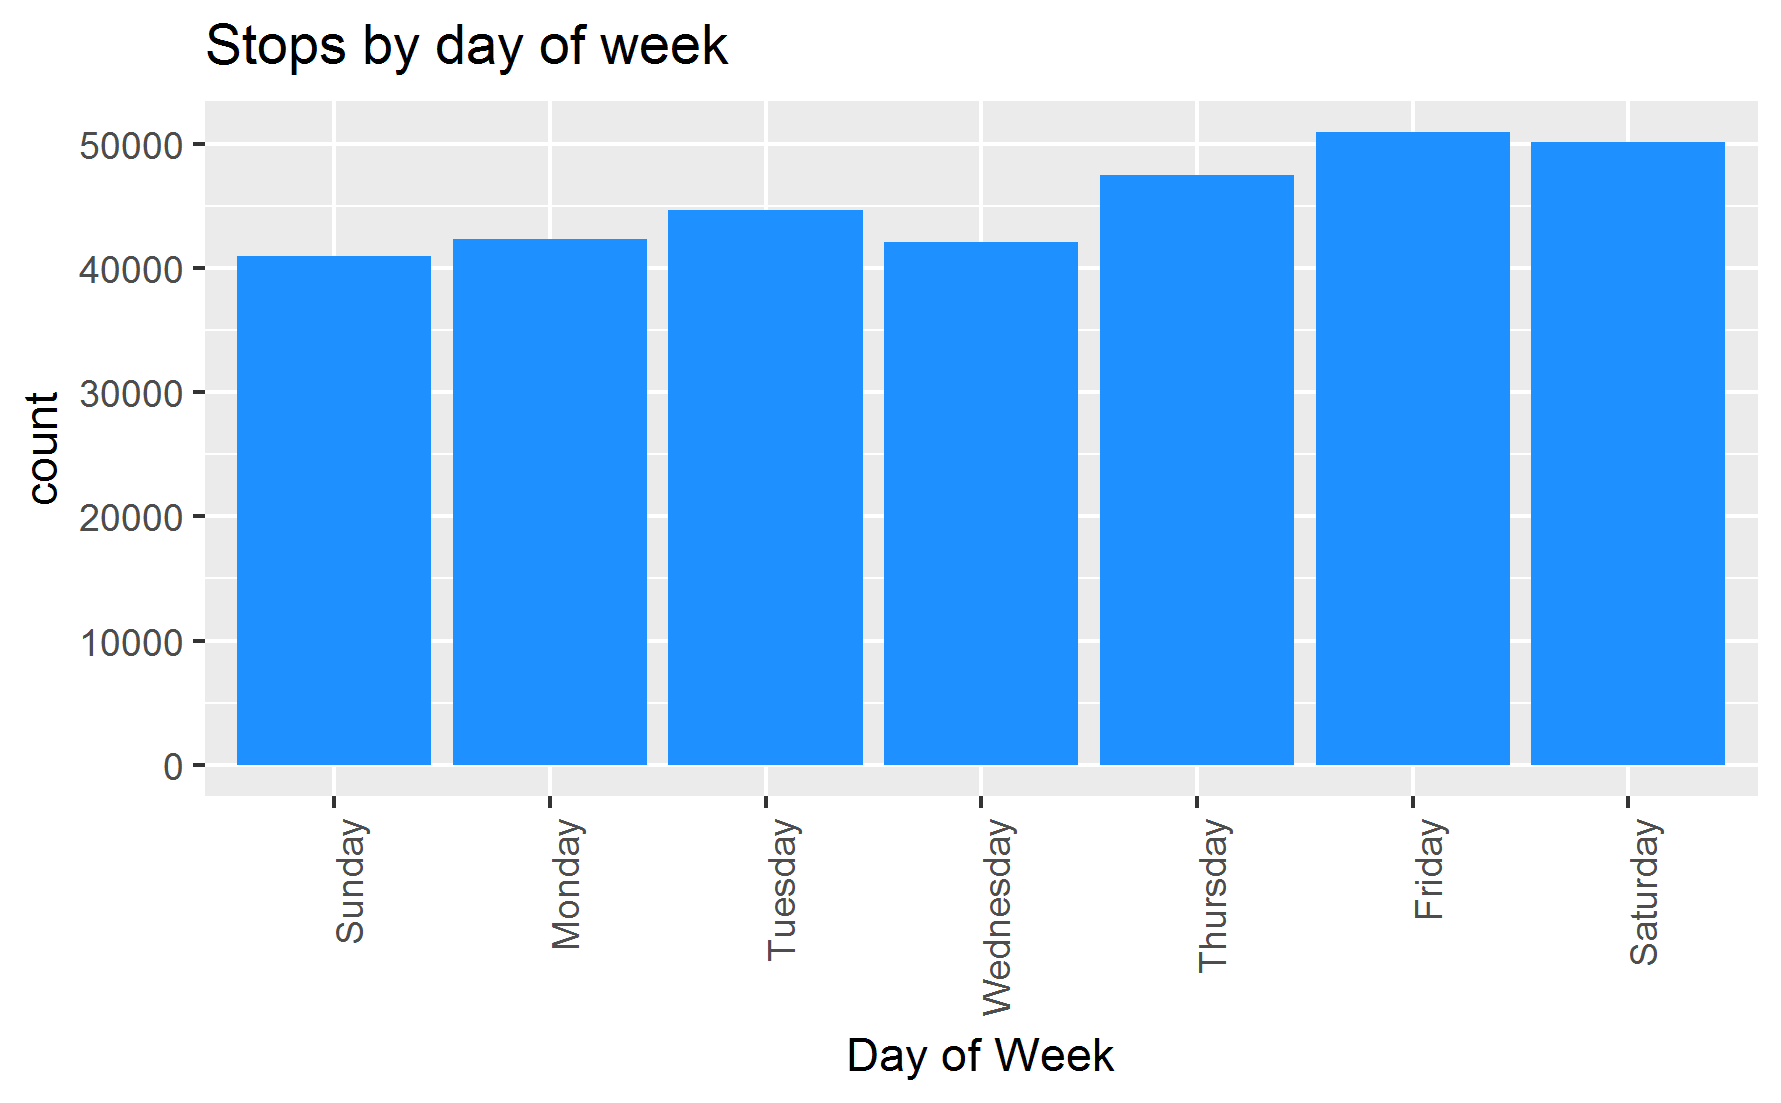 Stops by day of week
count
50000
40000
30000
20000
10000
0
Sunday
Monday
Tuesday
Wednesday
Thursday
Friday
Saturday
Day of Week